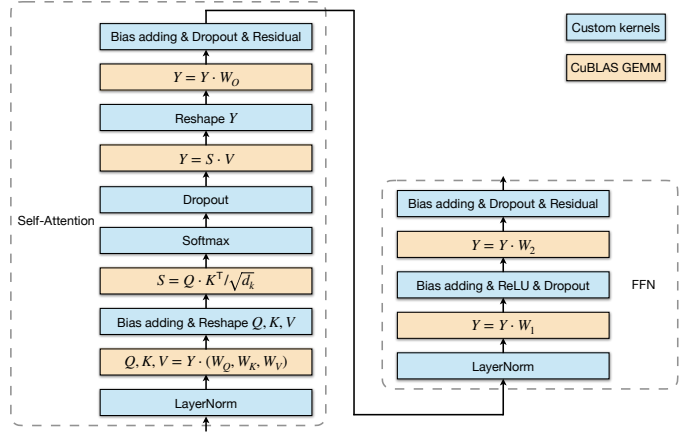 Bias adding & Dropout & Residual
Y = Y · W_O
Reshape Y
Y = S · V
Dropout
Softmax
S = Q · K^T/√d_k
Bias adding & Reshape Q, K, V
Q, K, V = Y · (W_Q, W_K, W_V)
LayerNorm
Self-Attention
Custom kernels
CuBLAS GEMM
Bias adding & Dropout & Residual
Y = Y · W_2
Bias adding & ReLU & Dropout
Y = Y · W_1
LayerNorm
FFN